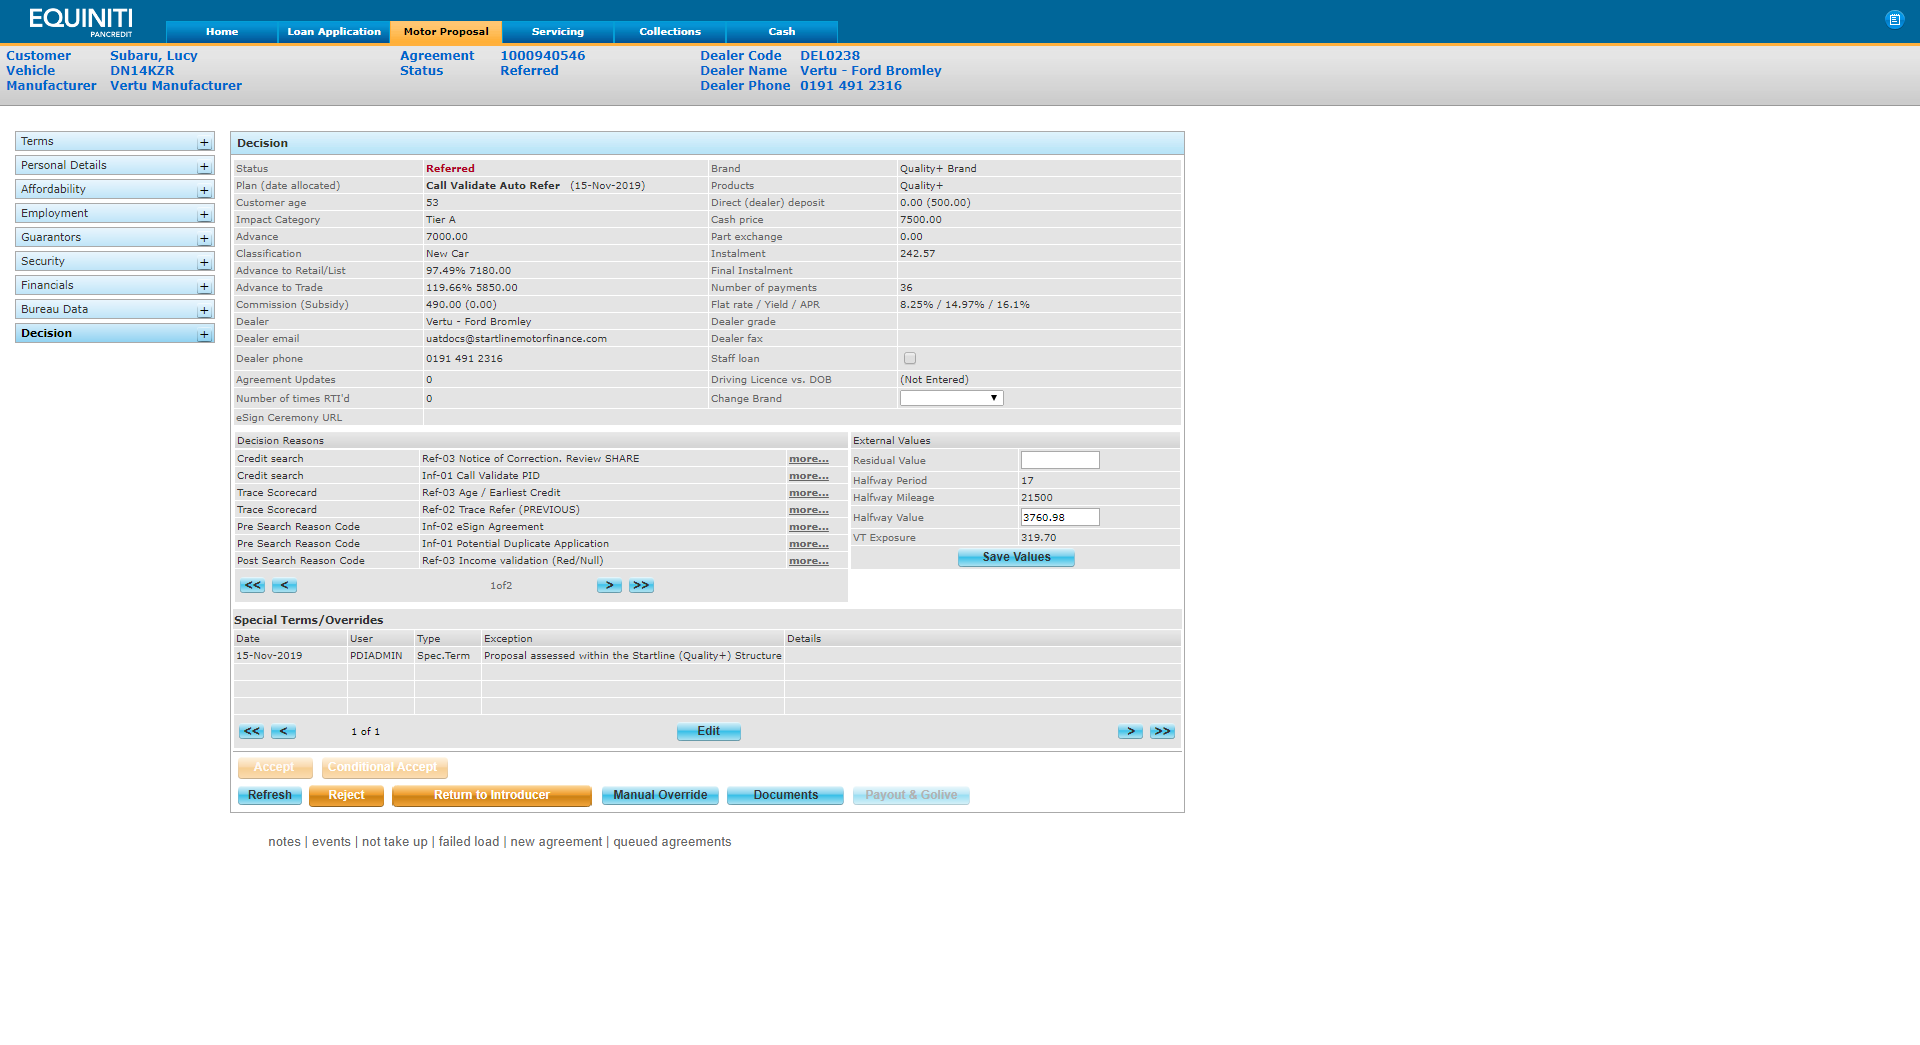 EQUINITI
PANCREDIT
Home Loan Application Motor Proposal Servicing Collections Cash
Customer Subaru, Lucy Agreement 1000940546 Dealer Code DEL0238
Vehicle DN14KZR Status Referred Dealer Name Vertu - Ford Bromley
Manufacturer Vertu Manufacturer Dealer Phone 0191 491 2316
Terms +
Personal Details +
Affordability +
Employment +
Guarantors +
Security +
Financials +
Bureau Data +
Decision +
Decision
Status Referred Brand Quality+ Brand
Plan (date allocated) Call Validate Auto Refer (15-Nov-2019) Products Quality+
Customer age 53 Direct (dealer) deposit 0.00 (500.00)
Impact Category Tier A Cash price 7500.00
Advance 7000.00 Part exchange 0.00
Classification New Car Instalment 242.57
Advance to Retail/List 97.49% 7180.00 Final Instalment
Advance to Trade 119.66% 5850.00 Number of payments 36
Commission (Subsidy) 490.00 (0.00) Flat rate / Yield / APR 8.25% / 14.97% / 16.1%
Dealer Vertu - Ford Bromley Dealer grade
Dealer email uatdocs@startlinemotorfinance.com Dealer fax
Dealer phone 0191 491 2316 Staff loan
Agreement Updates 0 Driving Licence vs. DOB (Not Entered)
Number of times RTI'd 0 Change Brand
eSign Ceremony URL
Decision Reasons
Credit search Ref-03 Notice of Correction. Review SHARE more...
Credit search Inf-01 Call Validate PID more...
Trace Scorecard Ref-03 Age / Earliest Credit more...
Trace Scorecard Ref-02 Trace Refer (PREVIOUS) more...
Pre Search Reason Code Inf-02 eSign Agreement more...
Pre Search Reason Code Inf-01 Potential Duplicate Application more...
Post Search Reason Code Ref-03 Income validation (Red/Null) more...
<< < 1of2 > >>
External Values
Residual Value
Halfway Period 17
Halfway Mileage 21500
Halfway Value 3760.98
VT Exposure 319.70
Save Values
Special Terms/Overrides
Date User Type Exception Details
15-Nov-2019 PDIADMIN Spec.Term Proposal assessed within the Startline (Quality+) Structure
<< < 1 of 1 Edit > >>
Accept Conditional Accept
Refresh Reject Return to Introducer Manual Override Documents Payout & Golive
notes | events | not take up | failed load | new agreement | queued agreements